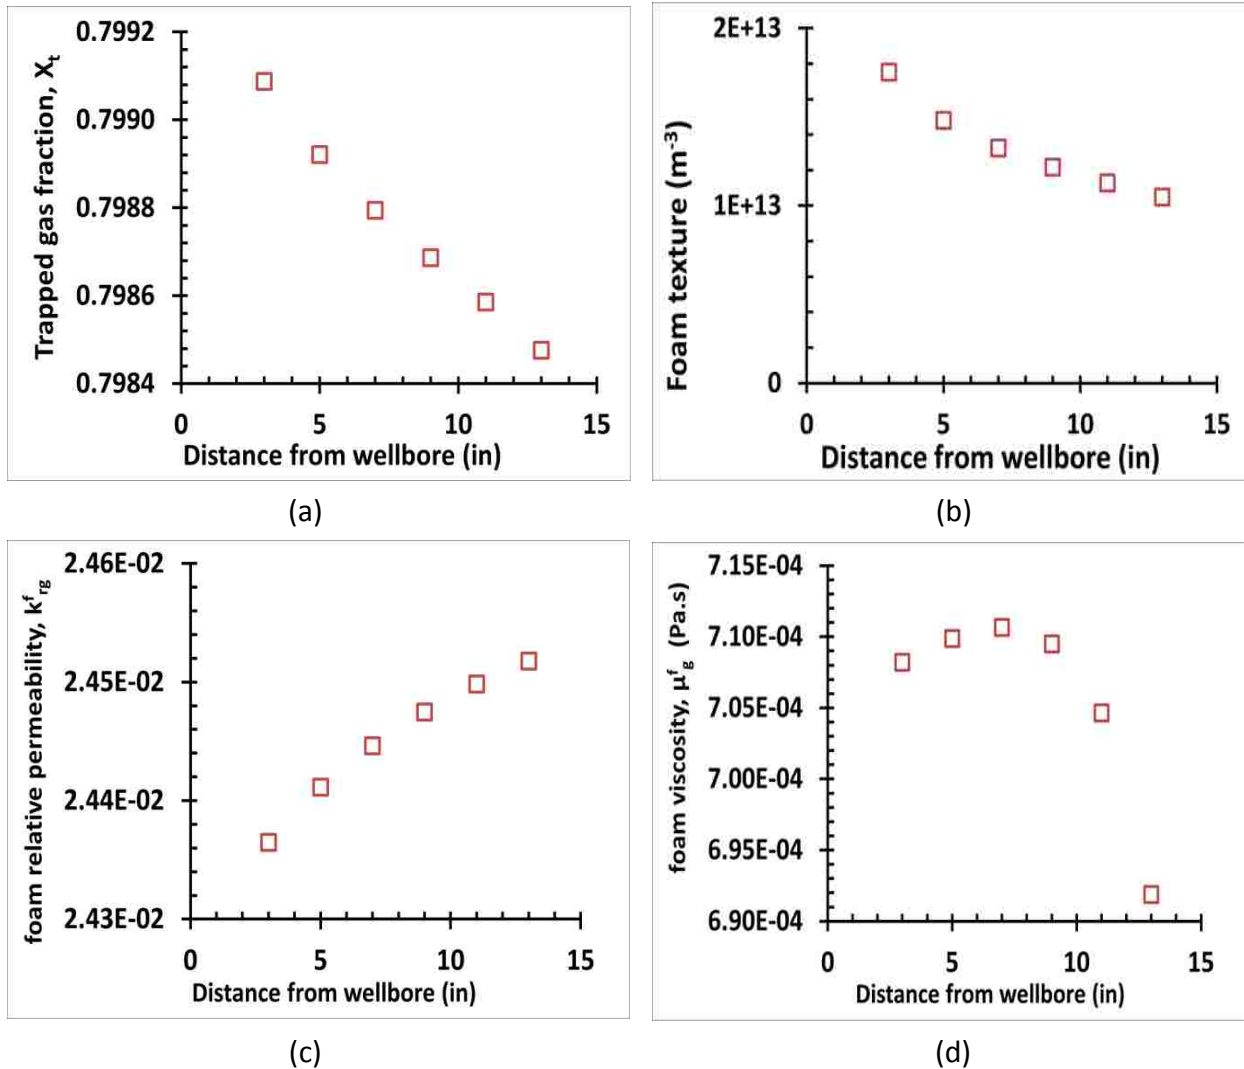 0.7992
0.7990
0.7988
0.7986
0.7984
Trapped gas fraction, Xt
0 5 10 15
Distance from wellbore (in)
(a)
2E+13
1E+13
0
Foam texture (m-3)
0 5 10 15
Distance from wellbore (in)
(b)
2.46E-02
2.45E-02
2.44E-02
2.43E-02
foam relative permeability, kfrg
0 5 10 15
Distance from wellbore (in)
(c)
7.15E-04
7.10E-04
7.05E-04
7.00E-04
6.95E-04
6.90E-04
foam viscosity, μfg (Pa.s)
0 5 10 15
Distance from wellbore (in)
(d)